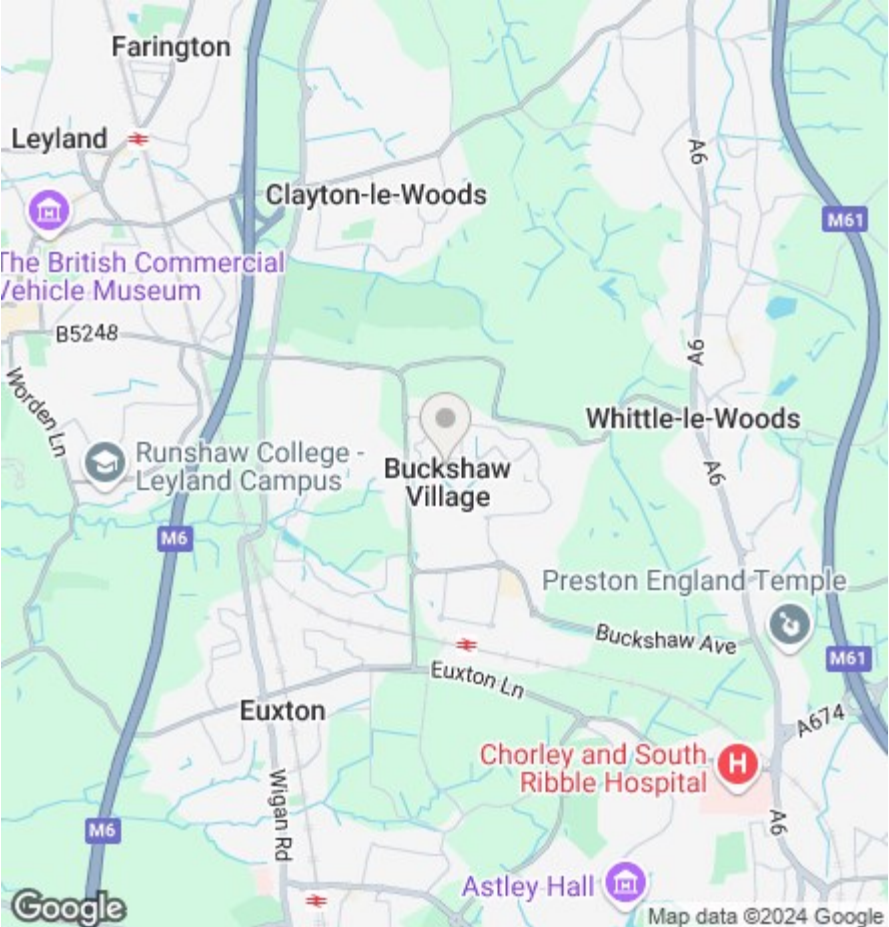 Farington
Leyland
A6
Clayton-le-Woods
M61
The British Commercial
Vehicle Museum
B5248
A6
Worden Ln
Whittle-le-Woods
Runshaw College -
Leyland Campus
Buckshaw
Village
A6
M6
Preston England Temple
Buckshaw Ave
M61
Euxton Ln
Euxton
A674
Chorley and South
Ribble Hospital
H
Wigan Rd
M6
A6
Astley Hall
Google
Map data ©2024 Google